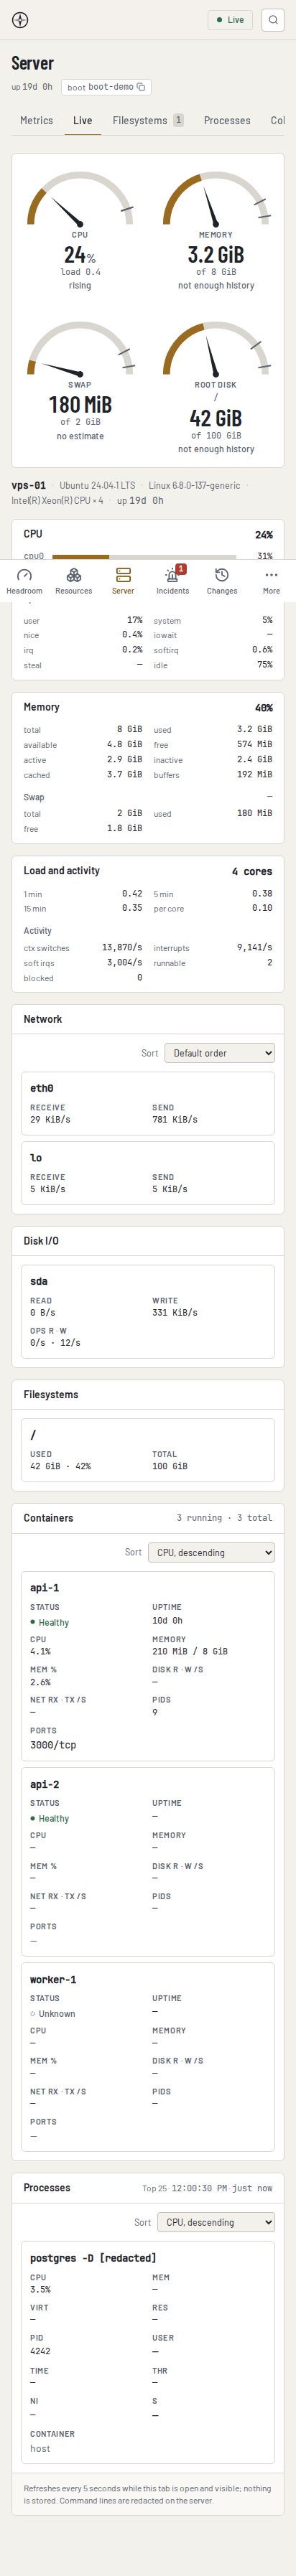 Live
Server
up 19d 0h boot boot-demo
Metrics Live Filesystems 1 Processes Col
CPU
24%
load 0.4
rising
MEMORY
3.2 GiB
of 8 GiB
not enough history
SWAP
180 MiB
of 2 GiB
no estimate
ROOT DISK
/
42 GiB
of 100 GiB
not enough history
vps-01 · Ubuntu 24.04.1 LTS · Linux 6.8.0-137-generic ·
Intel(R) Xeon(R) CPU × 4 · up 19d 0h
CPU 24%
cpu0 31%
Headroom Resources Server Incidents 1 Changes More
user 17% system 5%
nice 0.4% iowait —
irq 0.2% softirq 0.6%
steal — idle 75%
Memory 40%
total 8 GiB used 3.2 GiB
available 4.8 GiB free 574 MiB
active 2.9 GiB inactive 2.4 GiB
cached 3.7 GiB buffers 192 MiB
Swap —
total 2 GiB used 180 MiB
free 1.8 GiB
Load and activity 4 cores
1 min 0.42 5 min 0.38
15 min 0.35 per core 0.10
Activity
ctx switches 13,870/s interrupts 9,141/s
soft irqs 3,004/s runnable 2
blocked 0
Network
Sort Default order
eth0
RECEIVE SEND
29 KiB/s 781 KiB/s
lo
RECEIVE SEND
5 KiB/s 5 KiB/s
Disk I/O
sda
READ WRITE
0 B/s 331 KiB/s
OPS R · W
0/s · 12/s
Filesystems
/
USED TOTAL
42 GiB · 42% 100 GiB
Containers 3 running · 3 total
Sort CPU, descending
api-1
STATUS UPTIME
Healthy 10d 0h
CPU MEMORY
4.1% 210 MiB / 8 GiB
MEM % DISK R · W /S
2.6% —
NET RX · TX /S PIDS
— 9
PORTS
3000/tcp
api-2
STATUS UPTIME
Healthy —
CPU MEMORY
— —
MEM % DISK R · W /S
— —
NET RX · TX /S PIDS
— —
PORTS
—
worker-1
STATUS UPTIME
Unknown —
CPU MEMORY
— —
MEM % DISK R · W /S
— —
NET RX · TX /S PIDS
— —
PORTS
—
Processes Top 25 · 12:00:30 PM · just now
Sort CPU, descending
postgres -D [redacted]
CPU MEM
3.5% —
VIRT RES
— —
PID USER
4242 —
TIME THR
— —
NI S
— —
CONTAINER
host
Refreshes every 5 seconds while this tab is open and visible; nothing
is stored. Command lines are redacted on the server.